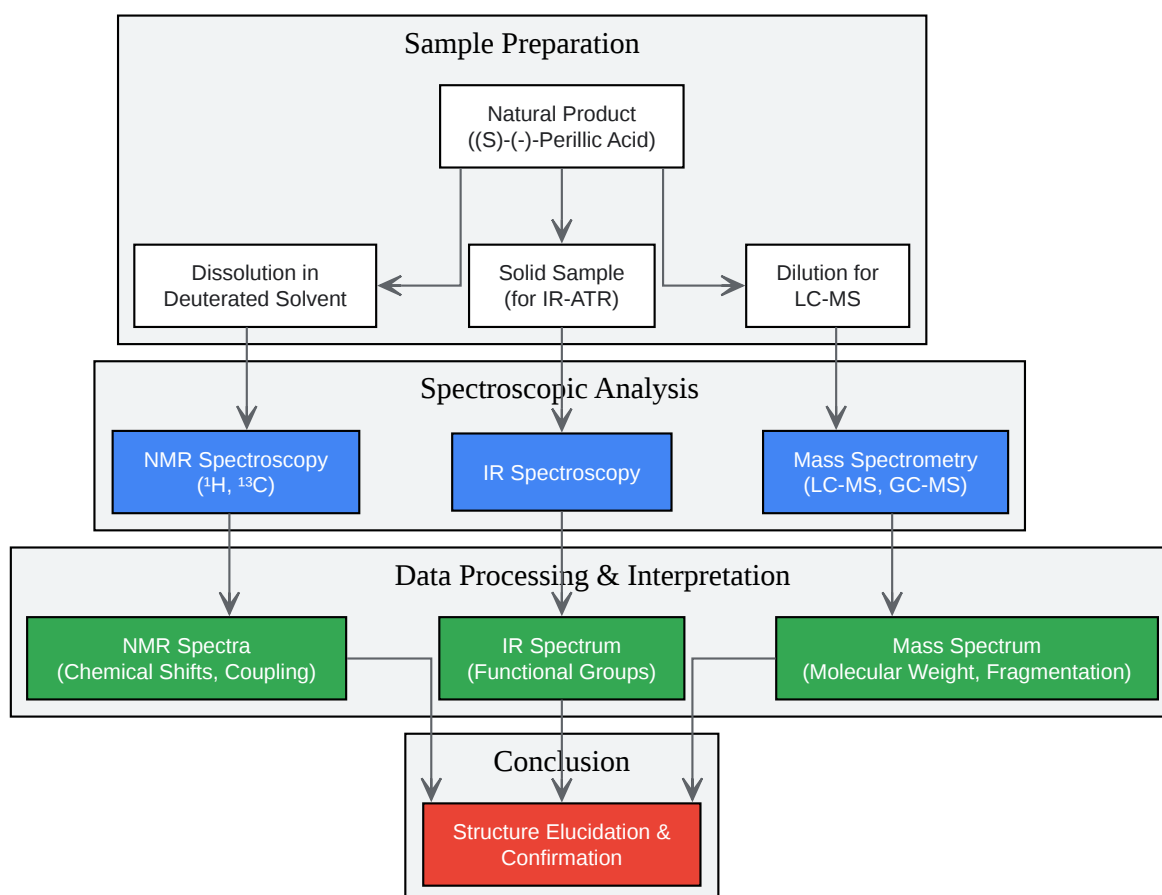 Sample Preparation
Natural Product
((S)-(-)-Perillic Acid)
Dissolution in
Deuterated Solvent
Solid Sample
(for IR-ATR)
Dilution for
LC-MS
Spectroscopic Analysis
NMR Spectroscopy
(¹H, ¹³C)
IR Spectroscopy
Mass Spectrometry
(LC-MS, GC-MS)
Data Processing & Interpretation
NMR Spectra
(Chemical Shifts, Coupling)
IR Spectrum
(Functional Groups)
Mass Spectrum
(Molecular Weight, Fragmentation)
Conclusion
Structure Elucidation &
Confirmation